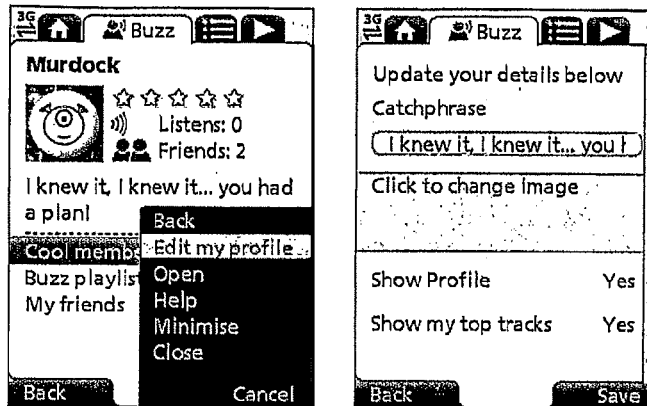 3G Buzz
Murdock
Listens: 0
Friends: 2
I knew it, I knew it... you had
a plan!
Cool memb
Buzz playlist
My friends
Back
Edit my profile
Open
Help
Minimise
Close
Back
Cancel
3G Buzz
Update your details below
Catchphrase
I knew it, I knew it... you h
Click to change image
Show Profile Yes
Show my top tracks Yes
Back Save